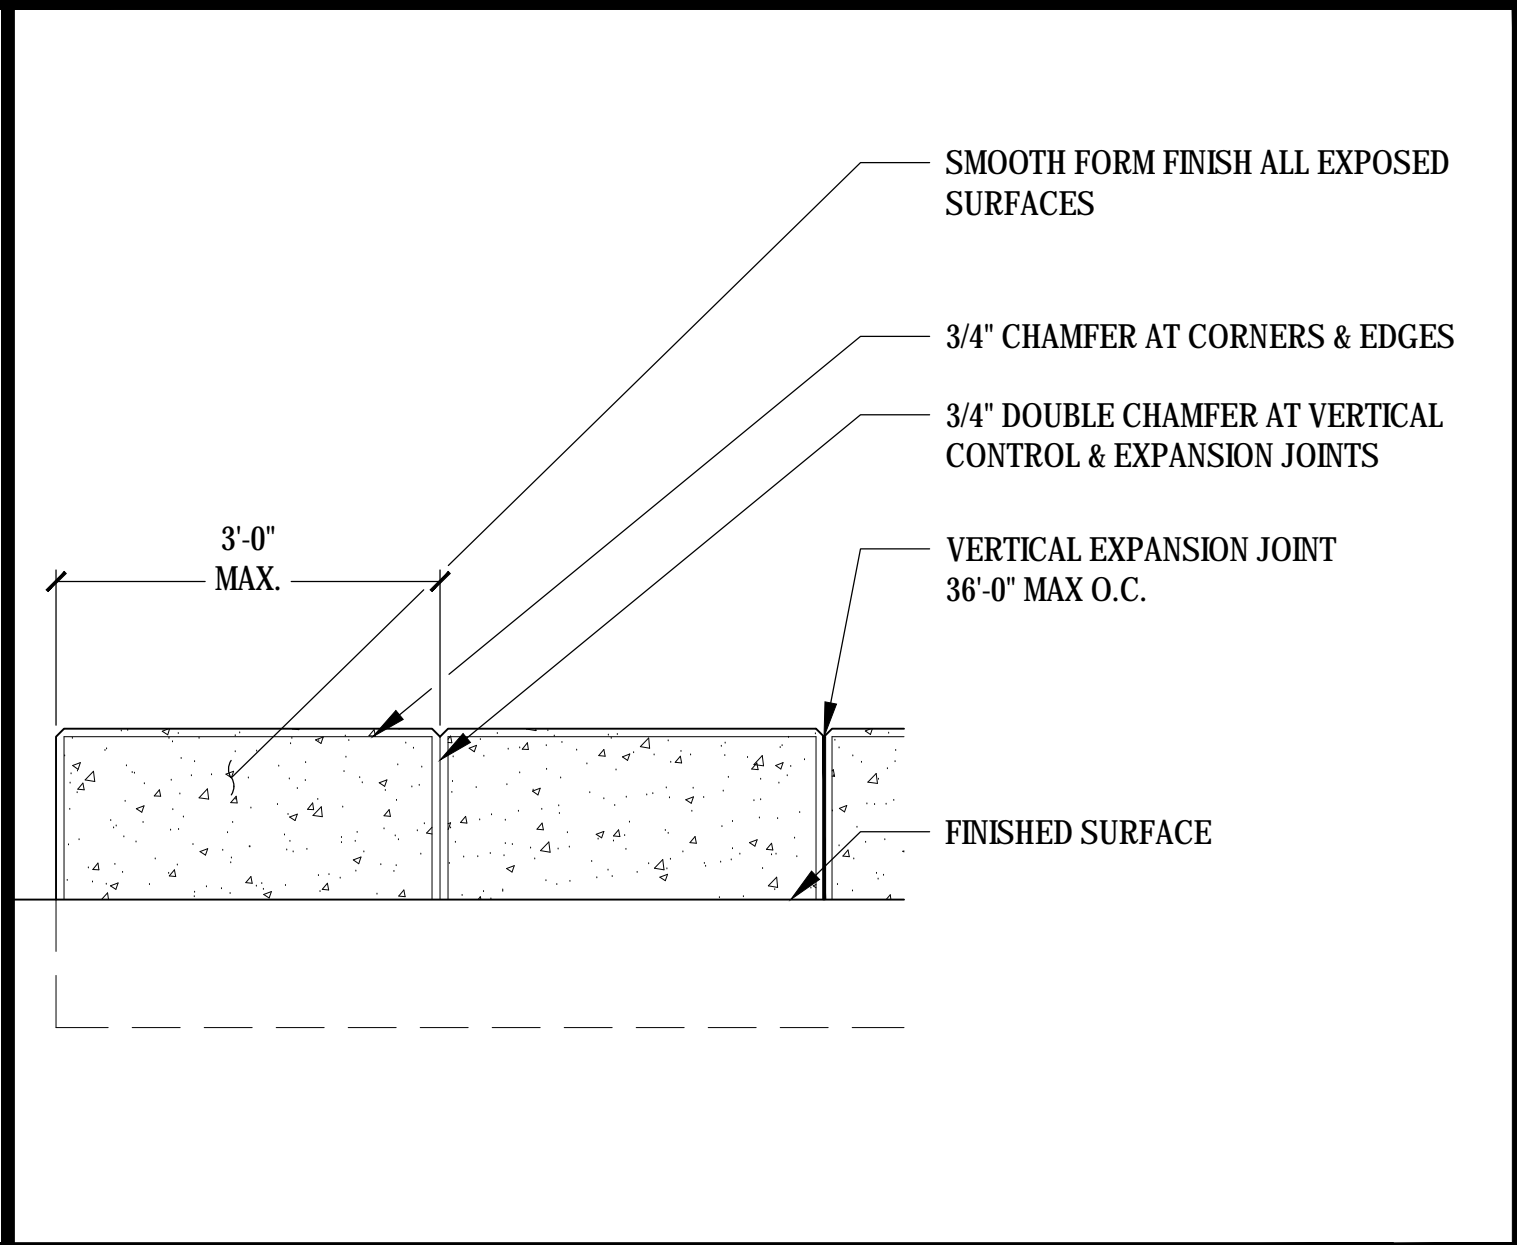 SMOOTH FORM FINISH ALL EXPOSED
SURFACES
3/4" CHAMFER AT CORNERS & EDGES
3/4" DOUBLE CHAMFER AT VERTICAL
CONTROL & EXPANSION JOINTS
3'-0"
MAX.
VERTICAL EXPANSION JOINT
36'-0" MAX O.C.
FINISHED SURFACE